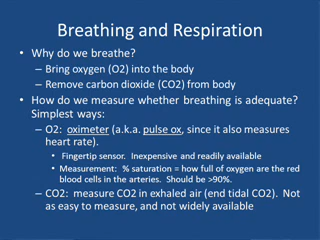 Breathing and Respiration
• Why do we breathe?
– Bring oxygen (O2) into the body
– Remove carbon dioxide (CO2) from body
• How do we measure whether breathing is adequate?
Simplest ways:
– O2: oximeter (a.k.a. pulse ox, since it also measures
heart rate).
• Fingertip sensor. Inexpensive and readily available
• Measurement: % saturation = how full of oxygen are the red
blood cells in the arteries. Should be >90%.
– CO2: measure CO2 in exhaled air (end tidal CO2). Not
as easy to measure, and not widely available